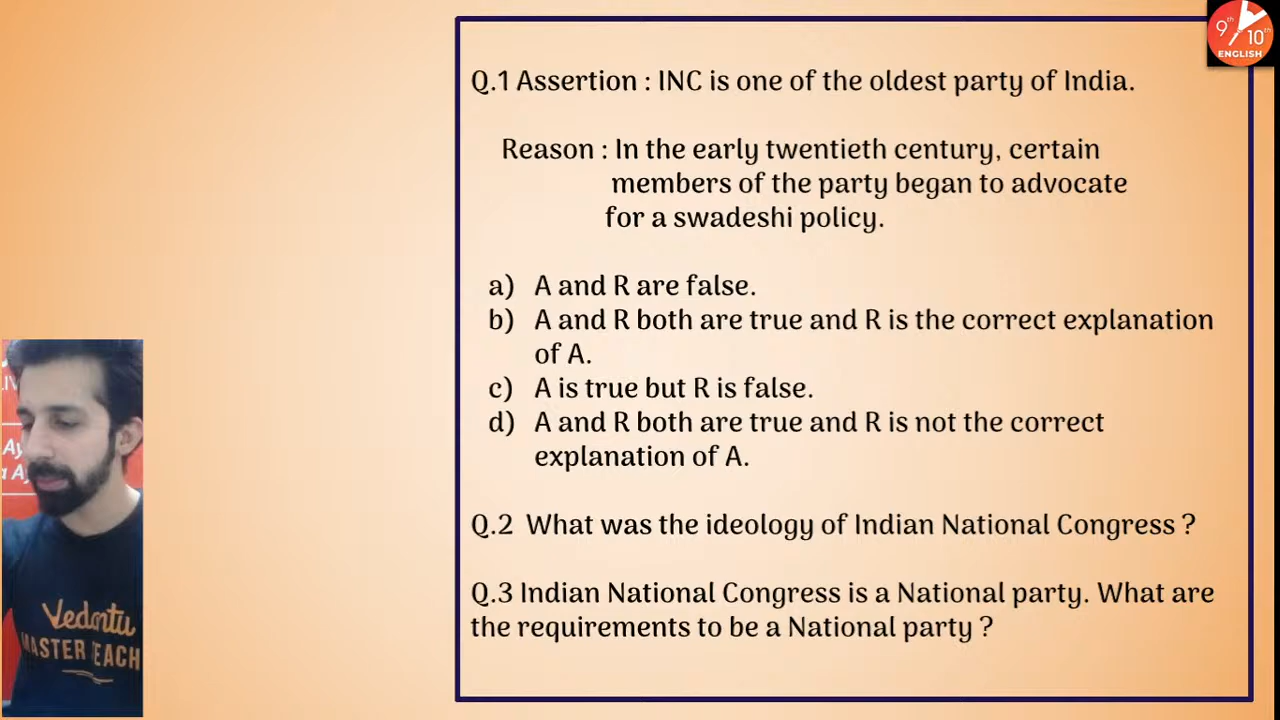 9th
10th
ENGLISH
Q.1 Assertion : INC is one of the oldest party of India.
Reason : In the early twentieth century, certain
members of the party began to advocate
for a swadeshi policy.
a) A and R are false.
b) A and R both are true and R is the correct explanation
of A.
c) A is true but R is false.
d) A and R both are true and R is not the correct
explanation of A.
Q.2 What was the ideology of Indian National Congress ?
Q.3 Indian National Congress is a National party. What are
the requirements to be a National party ?
LIV
Ay
a A
Vedantu
MASTER TEACH